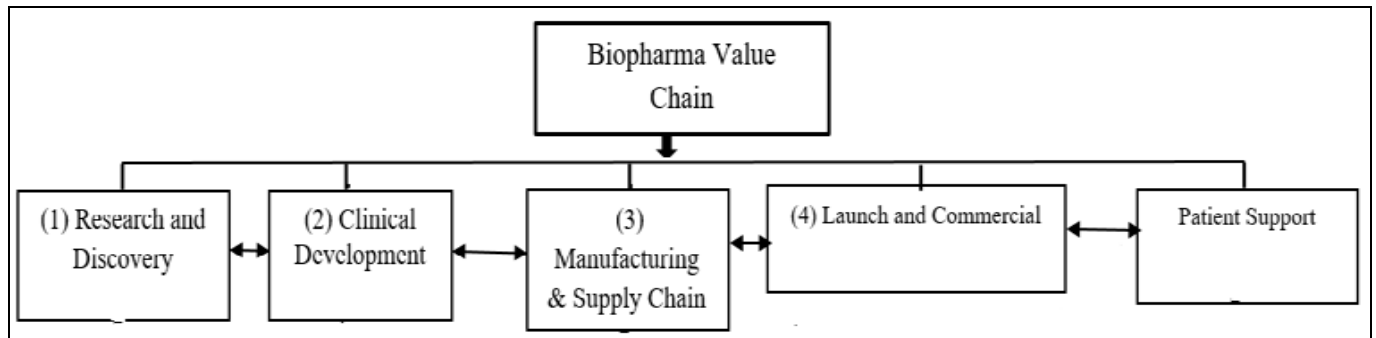 Biopharma Value
Chain
(1) Research and
Discovery
(2) Clinical
Development
(3)
Manufacturing
& Supply Chain
(4) Launch and Commercial
Patient Support